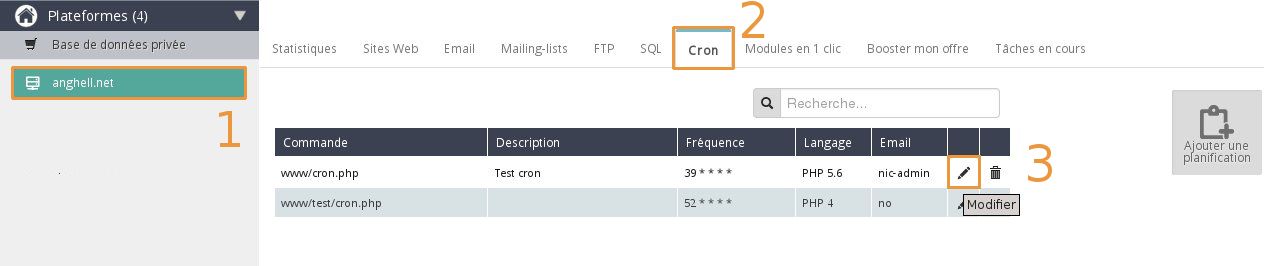 Plateformes (4)
Base de données privée
anghell.net
1
2
Statistiques Sites Web Email Mailing-lists FTP SQL Cron Modules en 1 clic Booster mon offre Tâches en cours
Recherche...
Ajouter une
planification
Commande Description Fréquence Langage Email
www/cron.php Test cron 39 * * * * PHP 5.6 nic-admin
3
www/test/cron.php 52 * * * * PHP 4 no
Modifier